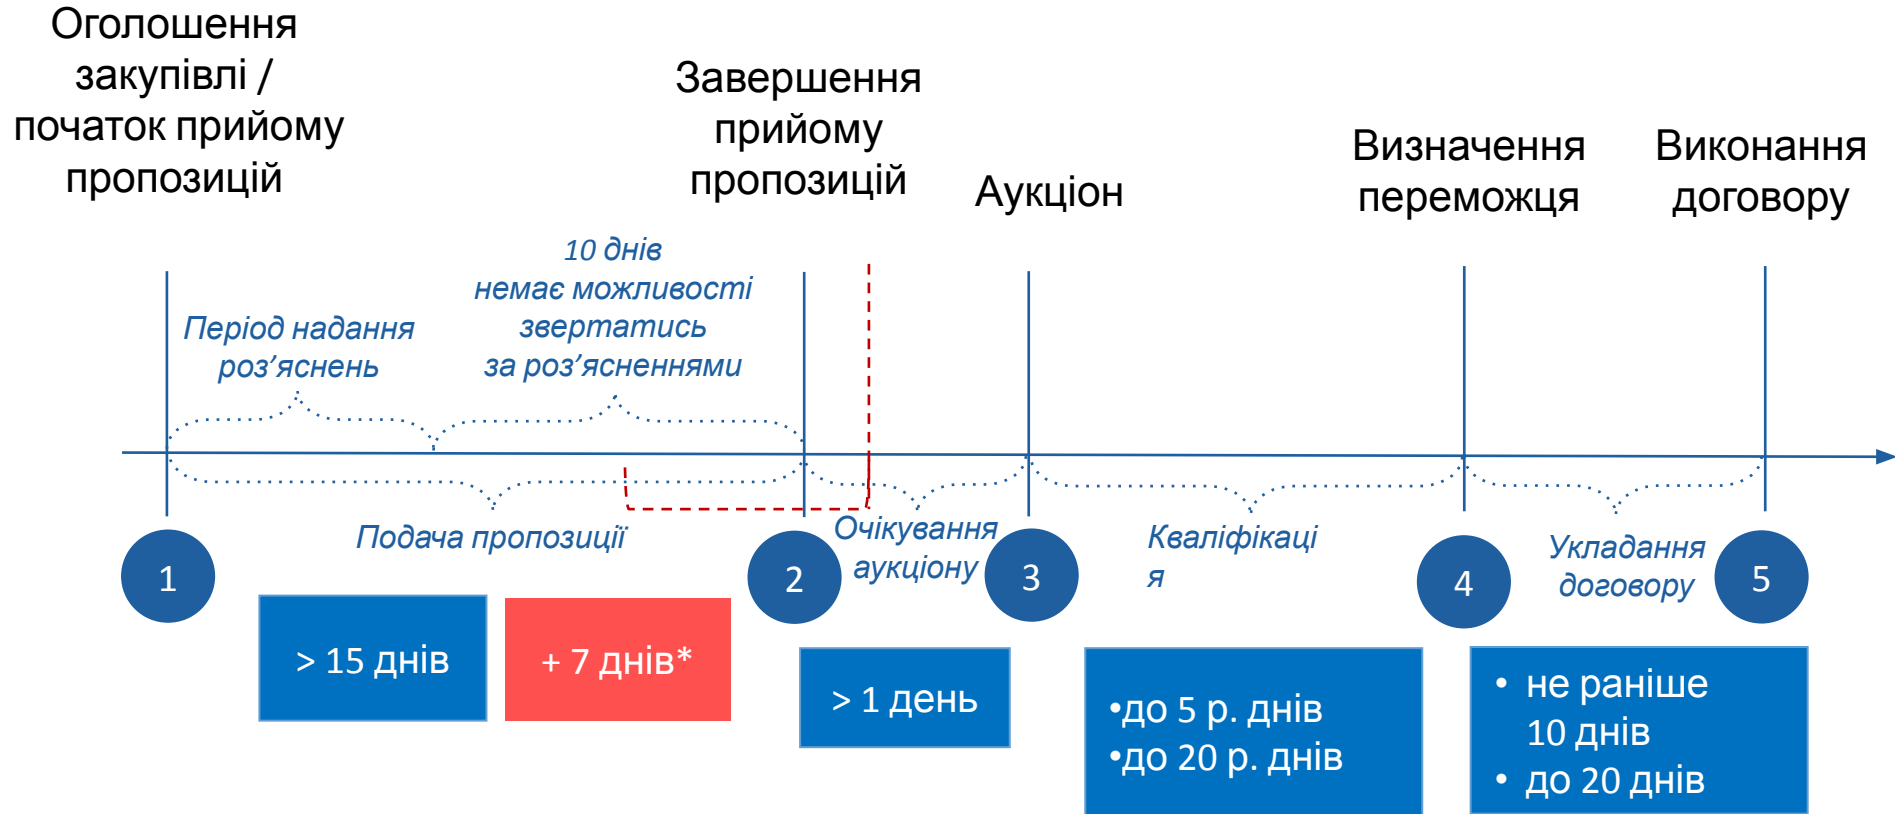 Оголошення
закупівлі /
початок прийому
пропозицій
Завершення
прийому
пропозицій
Аукціон
Визначення
переможця
Виконання
договору
Період надання
роз’яснень
10 днів
немає можливості
звертатись
за роз’ясненнями
Подача пропозиції
Очікування
аукціону
Кваліфікаці
я
Укладання
договору
1
2
3
4
5
> 15 днів
+ 7 днів*
> 1 день
•до 5 р. днів
•до 20 р. днів
• не раніше
10 днів
• до 20 днів